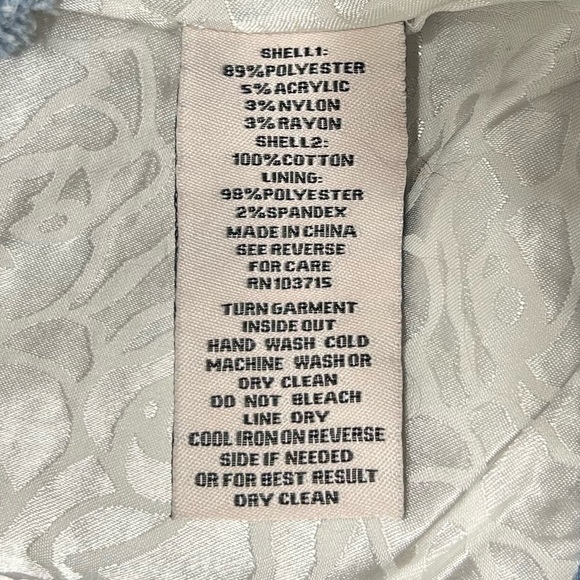 SHELL1:
89%POLYESTER
5%ACRYLIC
3%NYLON
3%RAYON
SHELL2:
100%COTTON
LINING:
98%POLYESTER
2%SPANDEX
MADE IN CHINA
SEE REVERSE
FOR CARE
RN103715
TURN GARMENT
INSIDE OUT
HAND WASH COLD
MACHINE WASH OR
DRY CLEAN
DO NOT BLEACH
LINE DRY
COOL IRON ON REVERSE
SIDE IF NEEDED
OR FOR BEST RESULT
DRY CLEAN